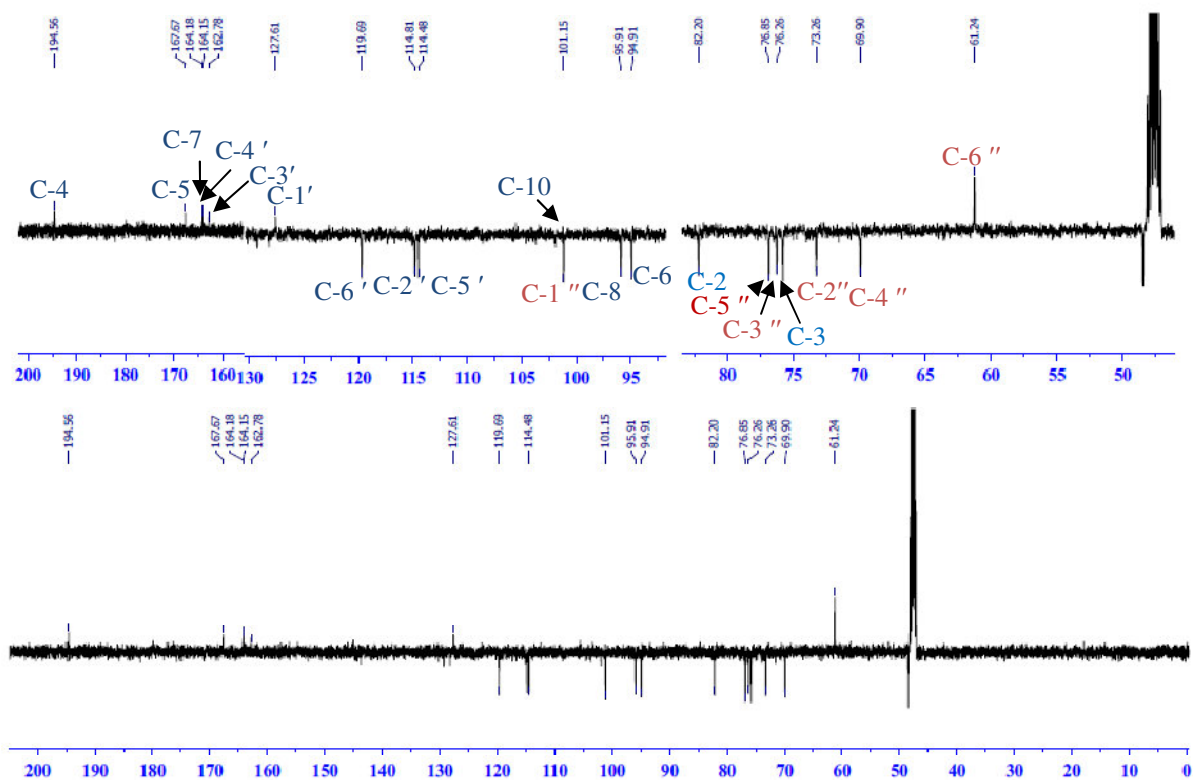 194.56 167.67 164.18 164.15 162.78 127.61 119.69 114.81 114.48 101.15 95.91 94.91 82.20 76.85 76.26 73.26 69.90 61.24
C-7
C-4 ′
C-3′
C-4 C-5 C-1′ C-10 C-6 ″
C-6 ′ C-2 ′ C-5 ′ C-1 ″ C-8 C-6 C-2 C-2″ C-4 ″
C-5 ″
C-3 ″ C-3
200 190 180 170 160 130 125 120 115 110 105 100 95 80 75 70 65 60 55 50
194.56 167.67 164.18 164.15 162.78 127.61 119.69 114.48 101.15 95.91 94.91 82.20 76.85 76.26 73.26 69.90 61.24
200 190 180 170 160 150 140 130 120 110 100 90 80 70 60 50 40 30 20 10 0